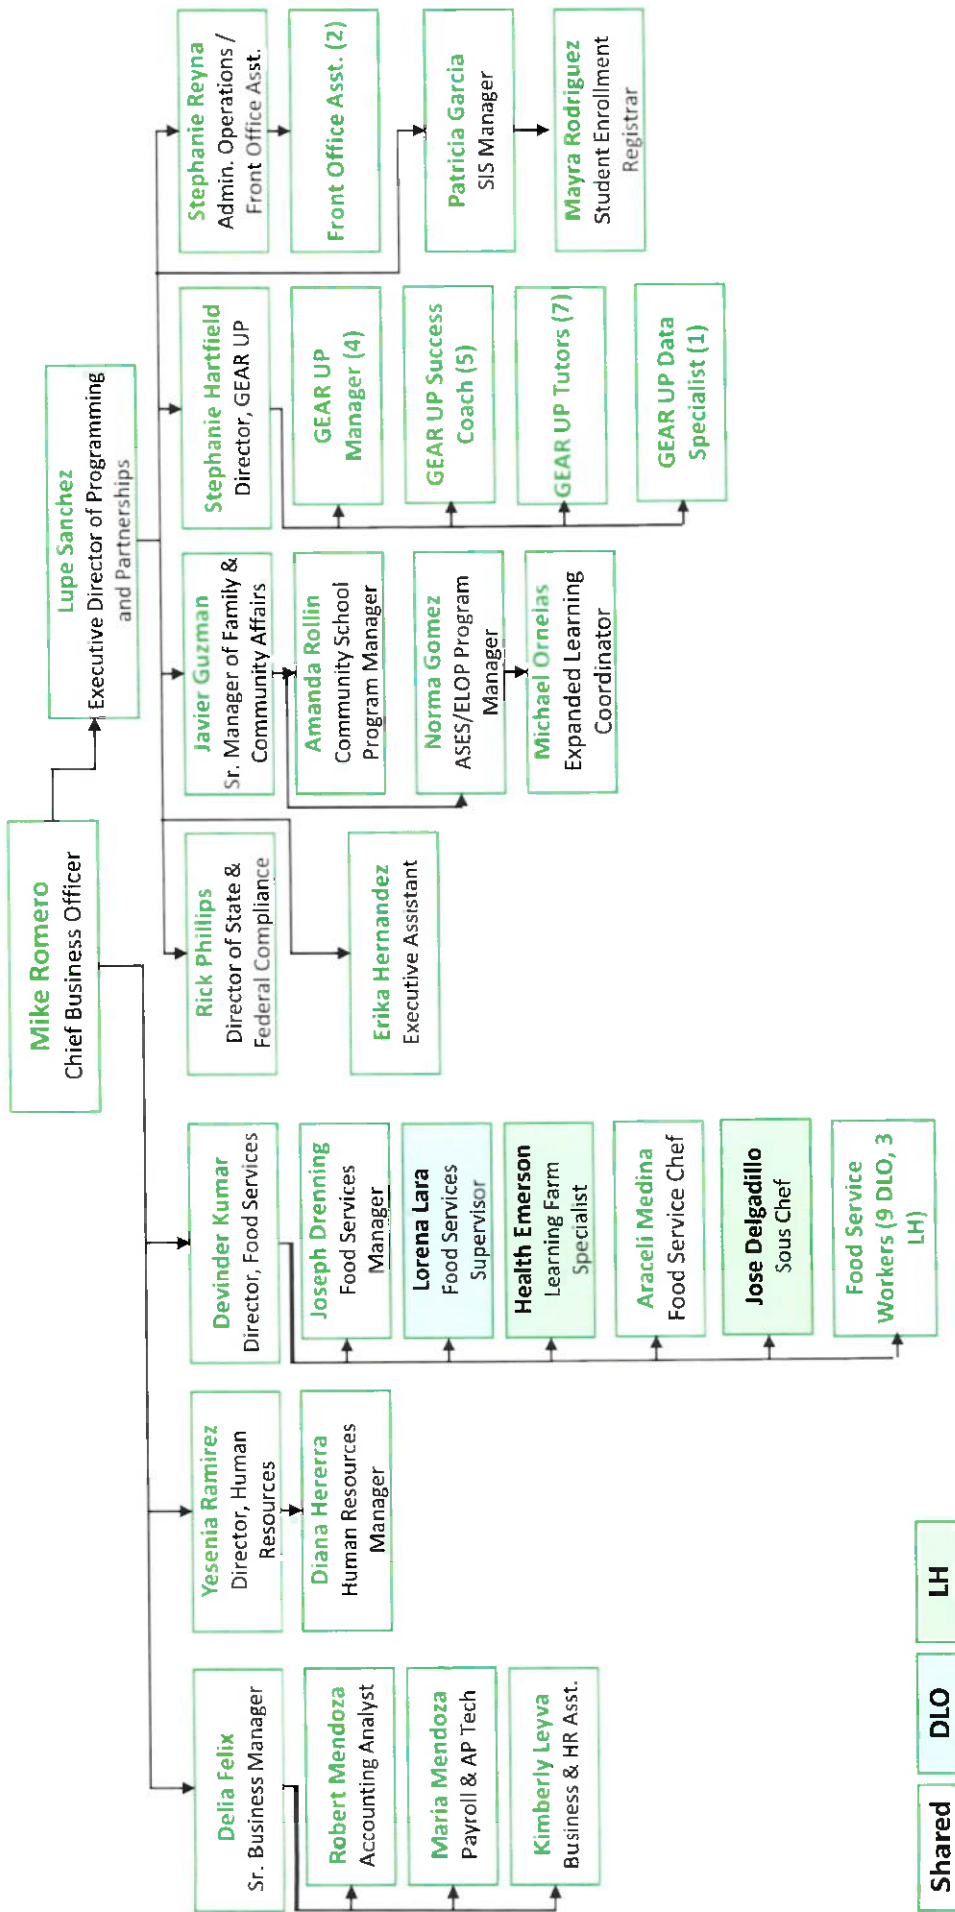 Mike Romero
Chief Business Officer
Lupe Sanchez
Executive Director of Programming
and Partnerships
Delia Felix
Sr. Business Manager
Robert Mendoza
Accounting Analyst
Maria Mendoza
Payroll & AP Tech
Kimberly Leyva
Business & HR Asst.
Yesenia Ramirez
Director, Human
Resources
Diana Hererra
Human Resources
Manager
Devinder Kumar
Director, Food Services
Joseph Drenning
Food Services
Manager
Lorena Lara
Food Services
Supervisor
Health Emerson
Learning Farm
Specialist
Araceli Medina
Food Service Chef
Jose Delgadillo
Sous Chef
Food Service
Workers (9 DLO, 3
LH)
Rick Phillips
Director of State &
Federal Compliance
Erika Hernandez
Executive Assistant
Javier Guzman
Sr. Manager of Family &
Community Affairs
Amanda Rollin
Community School
Program Manager
Norma Gomez
ASES/ELOP Program
Manager
Michael Ornelas
Expanded Learning
Coordinator
Stephanie Hartfield
Director, GEAR UP
GEAR UP
Manager (4)
GEAR UP Success
Coach (5)
GEAR UP Tutors (7)
GEAR UP Data
Specialist (1)
Stephanie Reyna
Admin. Operations /
Front Office Asst.
Front Office Asst. (2)
Patricia Garcia
SIS Manager
Mayra Rodriguez
Student Enrollment
Registrar
Shared
DLO
LH